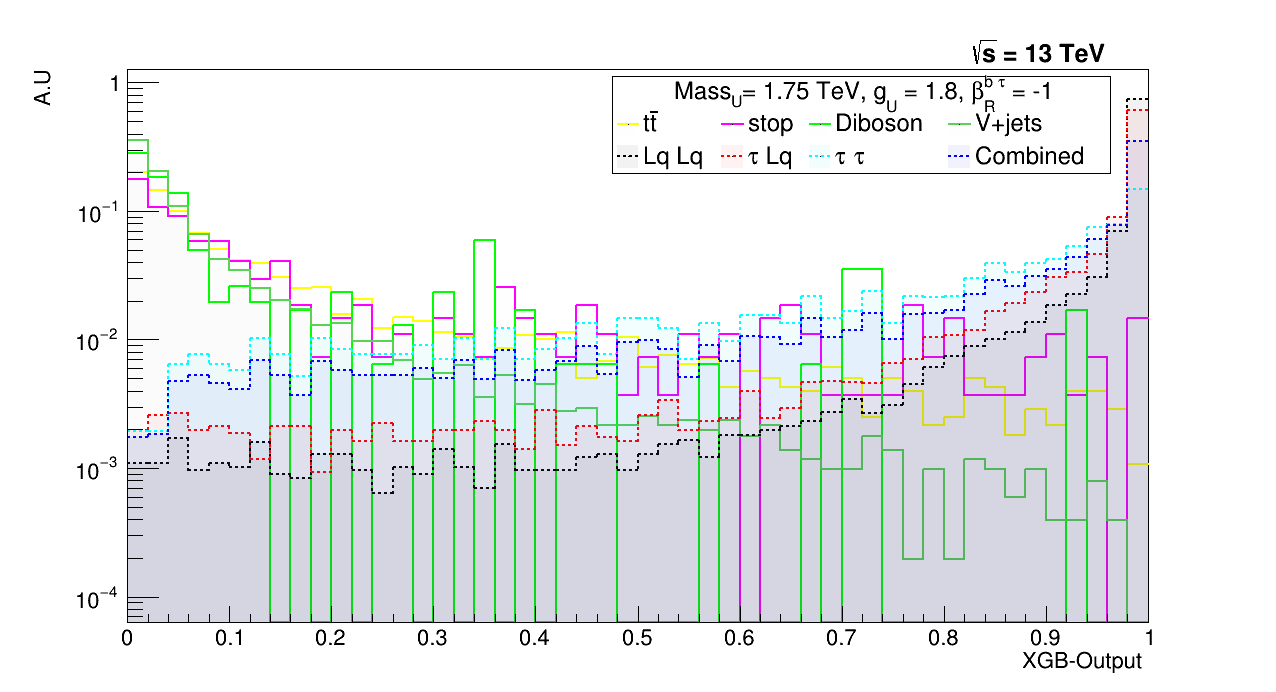 √s = 13 TeV
A.U
Mass_U= 1.75 TeV, g_U = 1.8, β_R^{b τ} = -1
tt̄ stop Diboson V+jets
Lq Lq τ Lq τ τ Combined
1
10⁻¹
10⁻²
10⁻³
10⁻⁴
0 0.1 0.2 0.3 0.4 0.5 0.6 0.7 0.8 0.9 1
XGB-Output